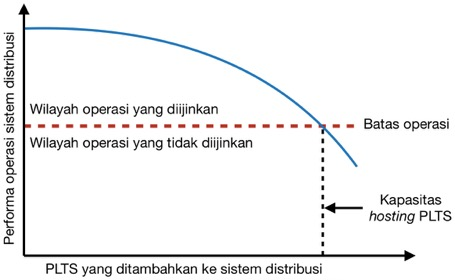 Performa operasi sistem distribusi
Wilayah operasi yang diijinkan
Batas operasi
Wilayah operasi yang tidak diijinkan
Kapasitas
hosting PLTS
PLTS yang ditambahkan ke sistem distribusi